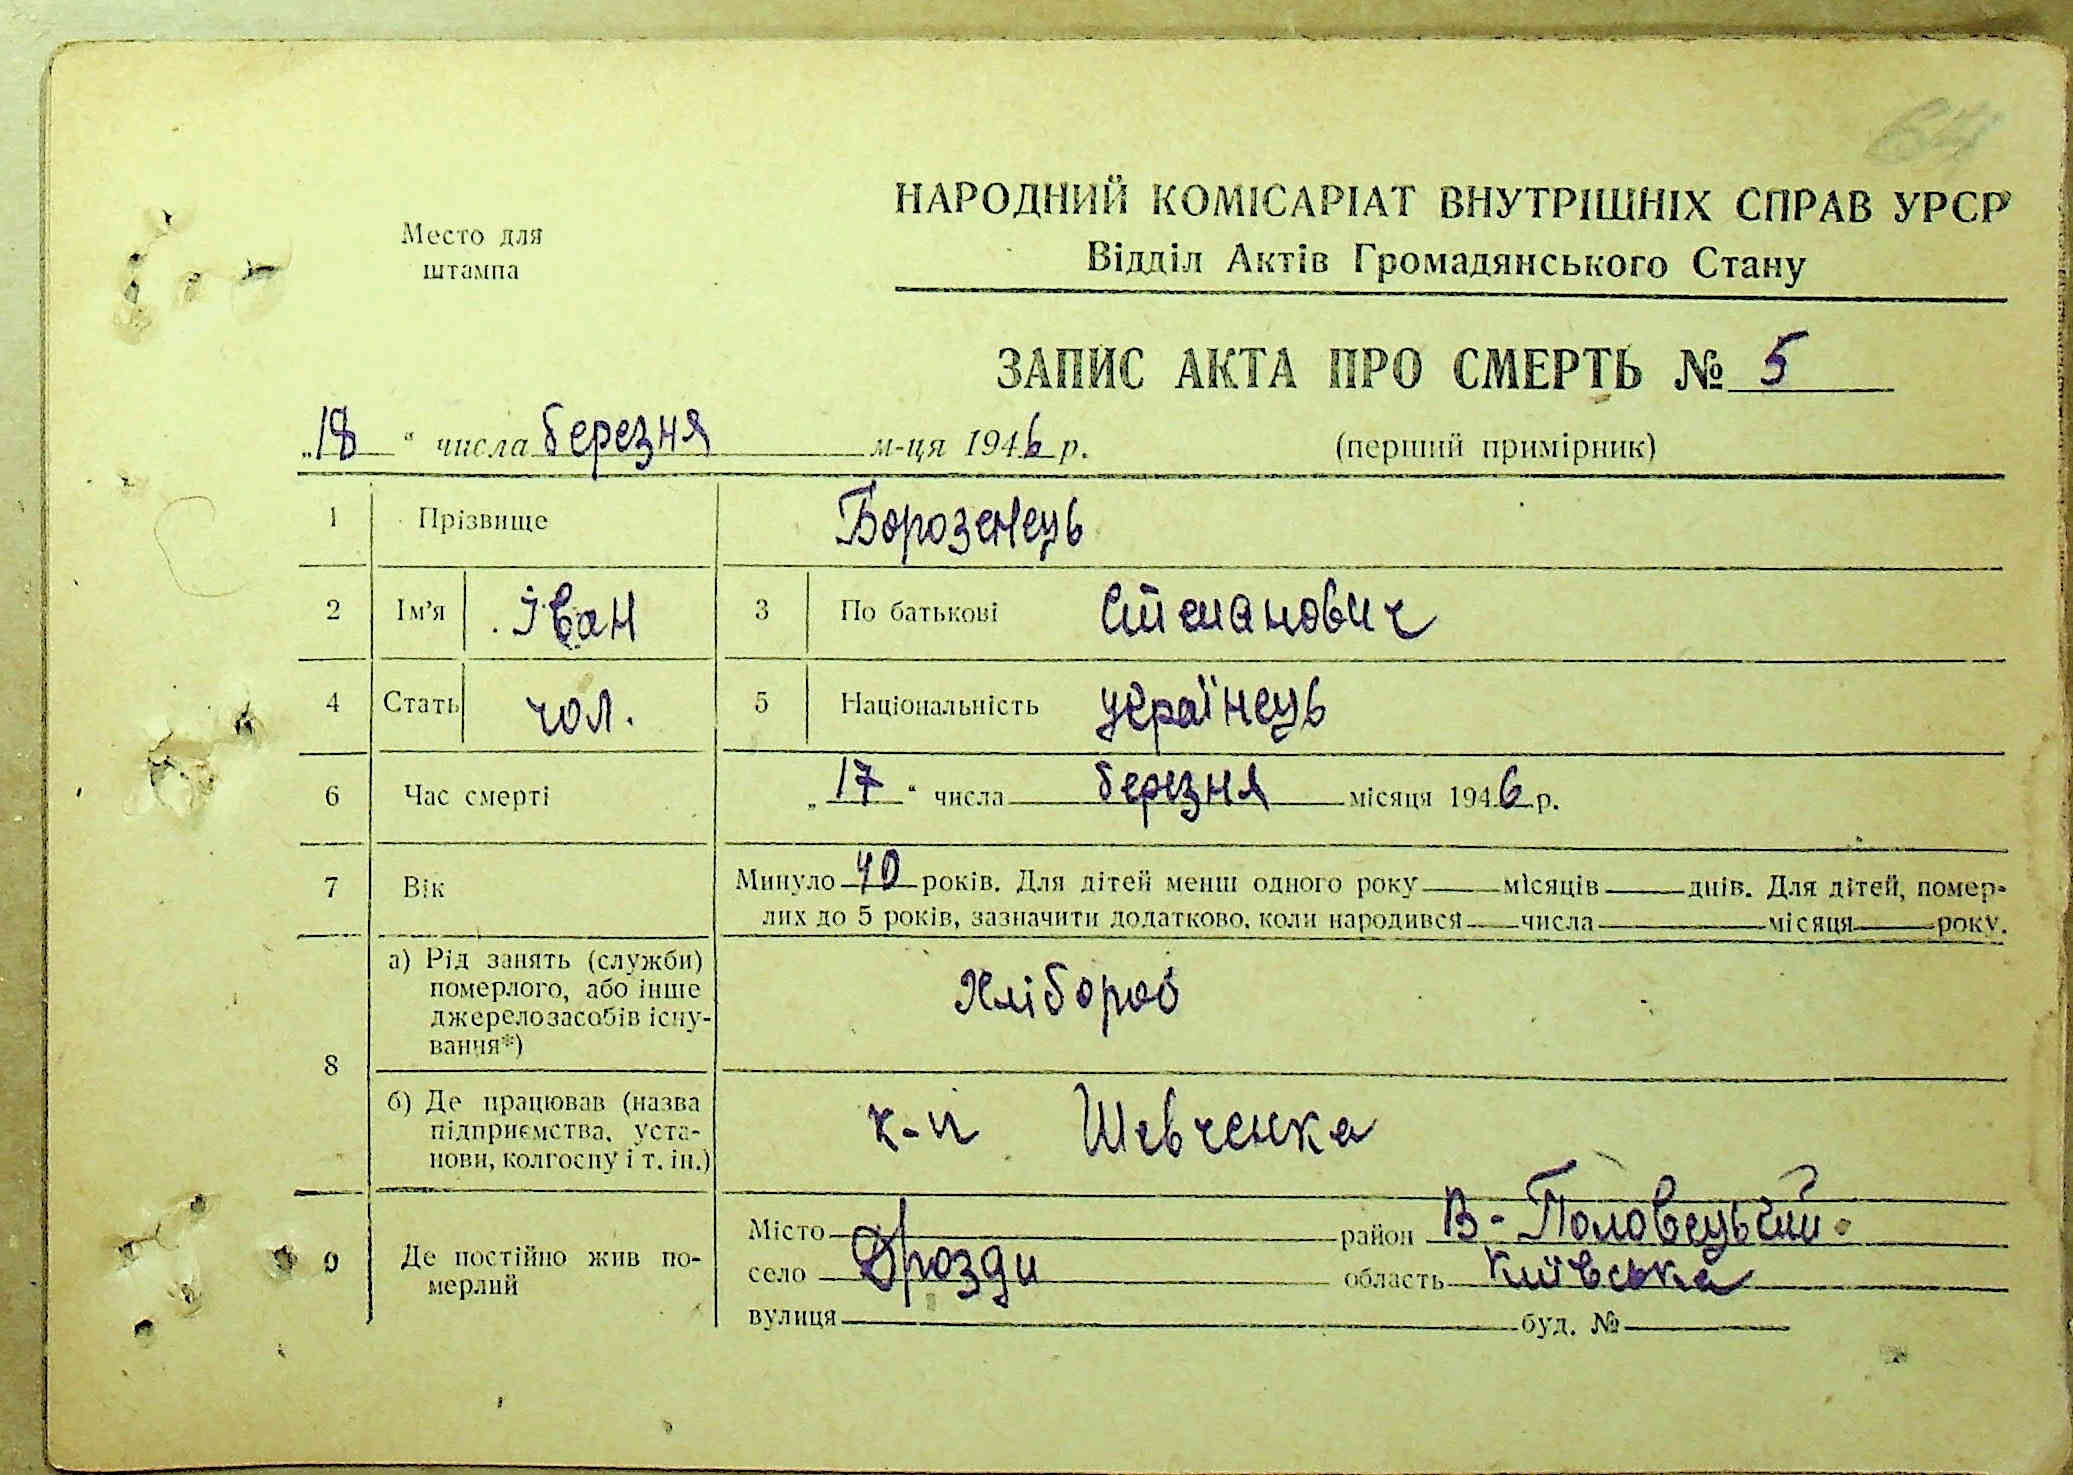 64
НАРОДНИЙ КОМІСАРІАТ ВНУТРІШНІХ СПРАВ УРСР
Место для
штампа
Відділ Актів Громадянського Стану
ЗАПИС АКТА ПРО СМЕРТЬ № 5
„18“ числа березня м-ця 1946 р. (перший примірник)
1 Прізвище Борозенець
2 Ім’я Іван 3 По батькові Степанович
4 Стать чол. 5 Національність українець
6 Час смерті „17“ числа березня місяця 1946 р.
7 Вік Минуло 40 років. Для дітей менш одного року місяців днів. Для дітей, помер-
лих до 5 років, зазначити додатково, коли народився числа місяця року.
8 а) Рід занять (служби)
померлого, або інше
джерелозасобів існу-
вання*) Хлібороб
б) Де працював (назва
підприємства, уста-
нови, колгоспу і т. ін.) к-п Шевченка
9 Де постійно жив по-
мерлий
Місто район В-Половецький
село Дрозди область Київська
вулиця буд. №